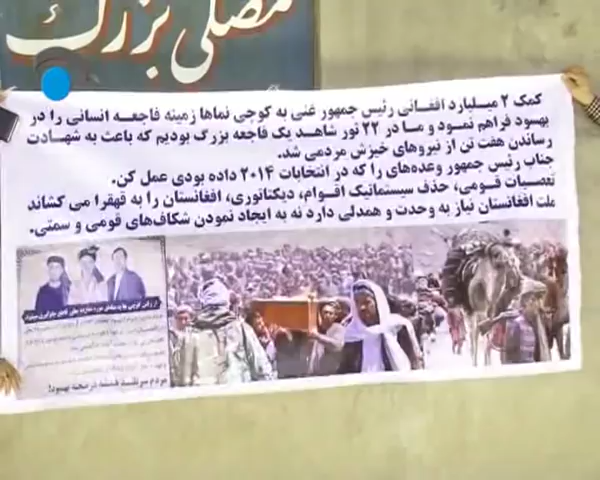 مصلی بزرگ
کمک ۲ میلیارد افغانی رئیس جمهور غنی به کوچی نماها زمینه فاجعه انسانی را در
بهسود فراهم نمود و ما در ۲۲ ثور شاهد یک فاجعه بزرگ بودیم که باعث به شهادت
رساندن هفت تن از نیروهای خیزش مردمی شد.
جناب رئیس جمهور وعده‌های را که در انتخابات ۲۰۱۴ داده بودی عمل کن.
تعصبات قومی، حذف سیستماتیک اقوام، دیکتاتوری، افغانستان را به قهقرا می کشاند
ملت افغانستان نیاز به وحدت و همدلی دارد نه به ایجاد نمودن شکاف‌های قومی و سمتی.